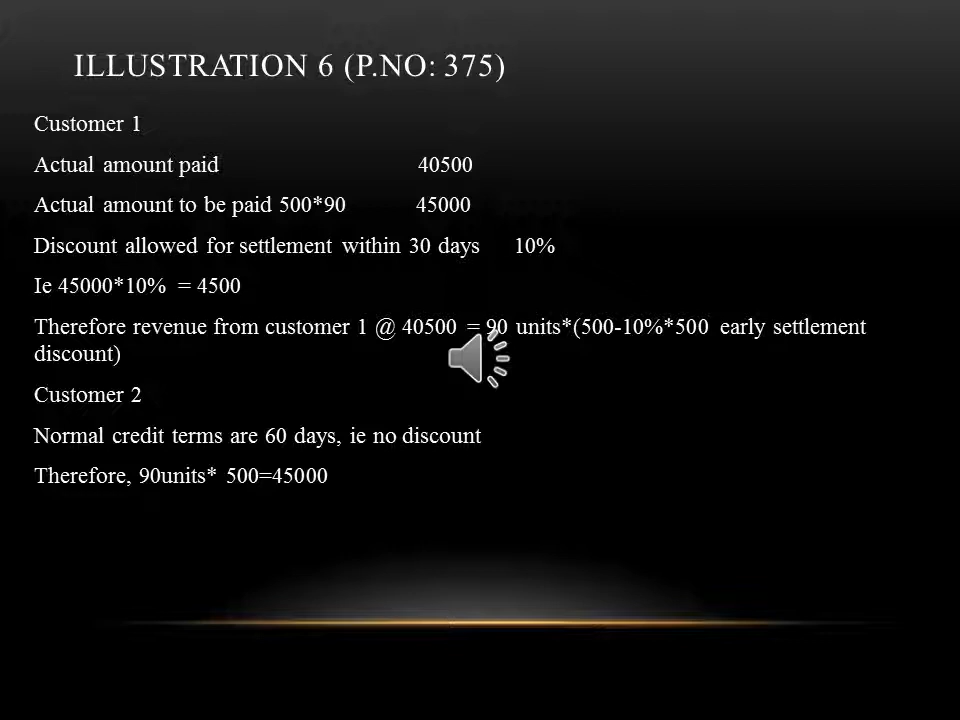 ILLUSTRATION 6 (P.NO: 375)
Customer 1
Actual amount paid 40500
Actual amount to be paid 500*90 45000
Discount allowed for settlement within 30 days 10%
Ie 45000*10% = 4500
Therefore revenue from customer 1 @ 40500 = 90 units*(500-10%*500 early settlement
discount)
Customer 2
Normal credit terms are 60 days, ie no discount
Therefore, 90units* 500=45000